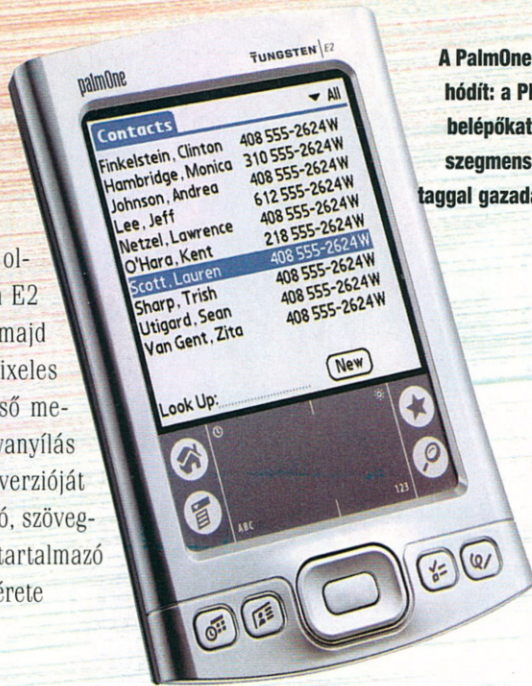 A PalmOne
hódít: a
belépőkat
szegmens
taggal gazada
palmOne
TUNGSTEN | E2
Contacts
All
Finkelstein, Clinton 408 555-2624W
Hambridge, Monica 310 555-2624W
Johnson, Andrea 408 555-2624W
Lee, Jeff 612 555-2624W
Netzel, Lawrence 408 555-2624W
O'Hara, Kent 218 555-2624W
Scott, Lauren 408 555-2624W
Sharp, Trish 408 555-2624W
Utigard, Sean 408 555-2624W
Van Gent, Zita 408 555-2624W
New
Look Up:
ABC
123
ol-
E2
majd
ixeles
ső me-
yanyílás
verzióját
ó, szöveg-
tartalmazó
érete